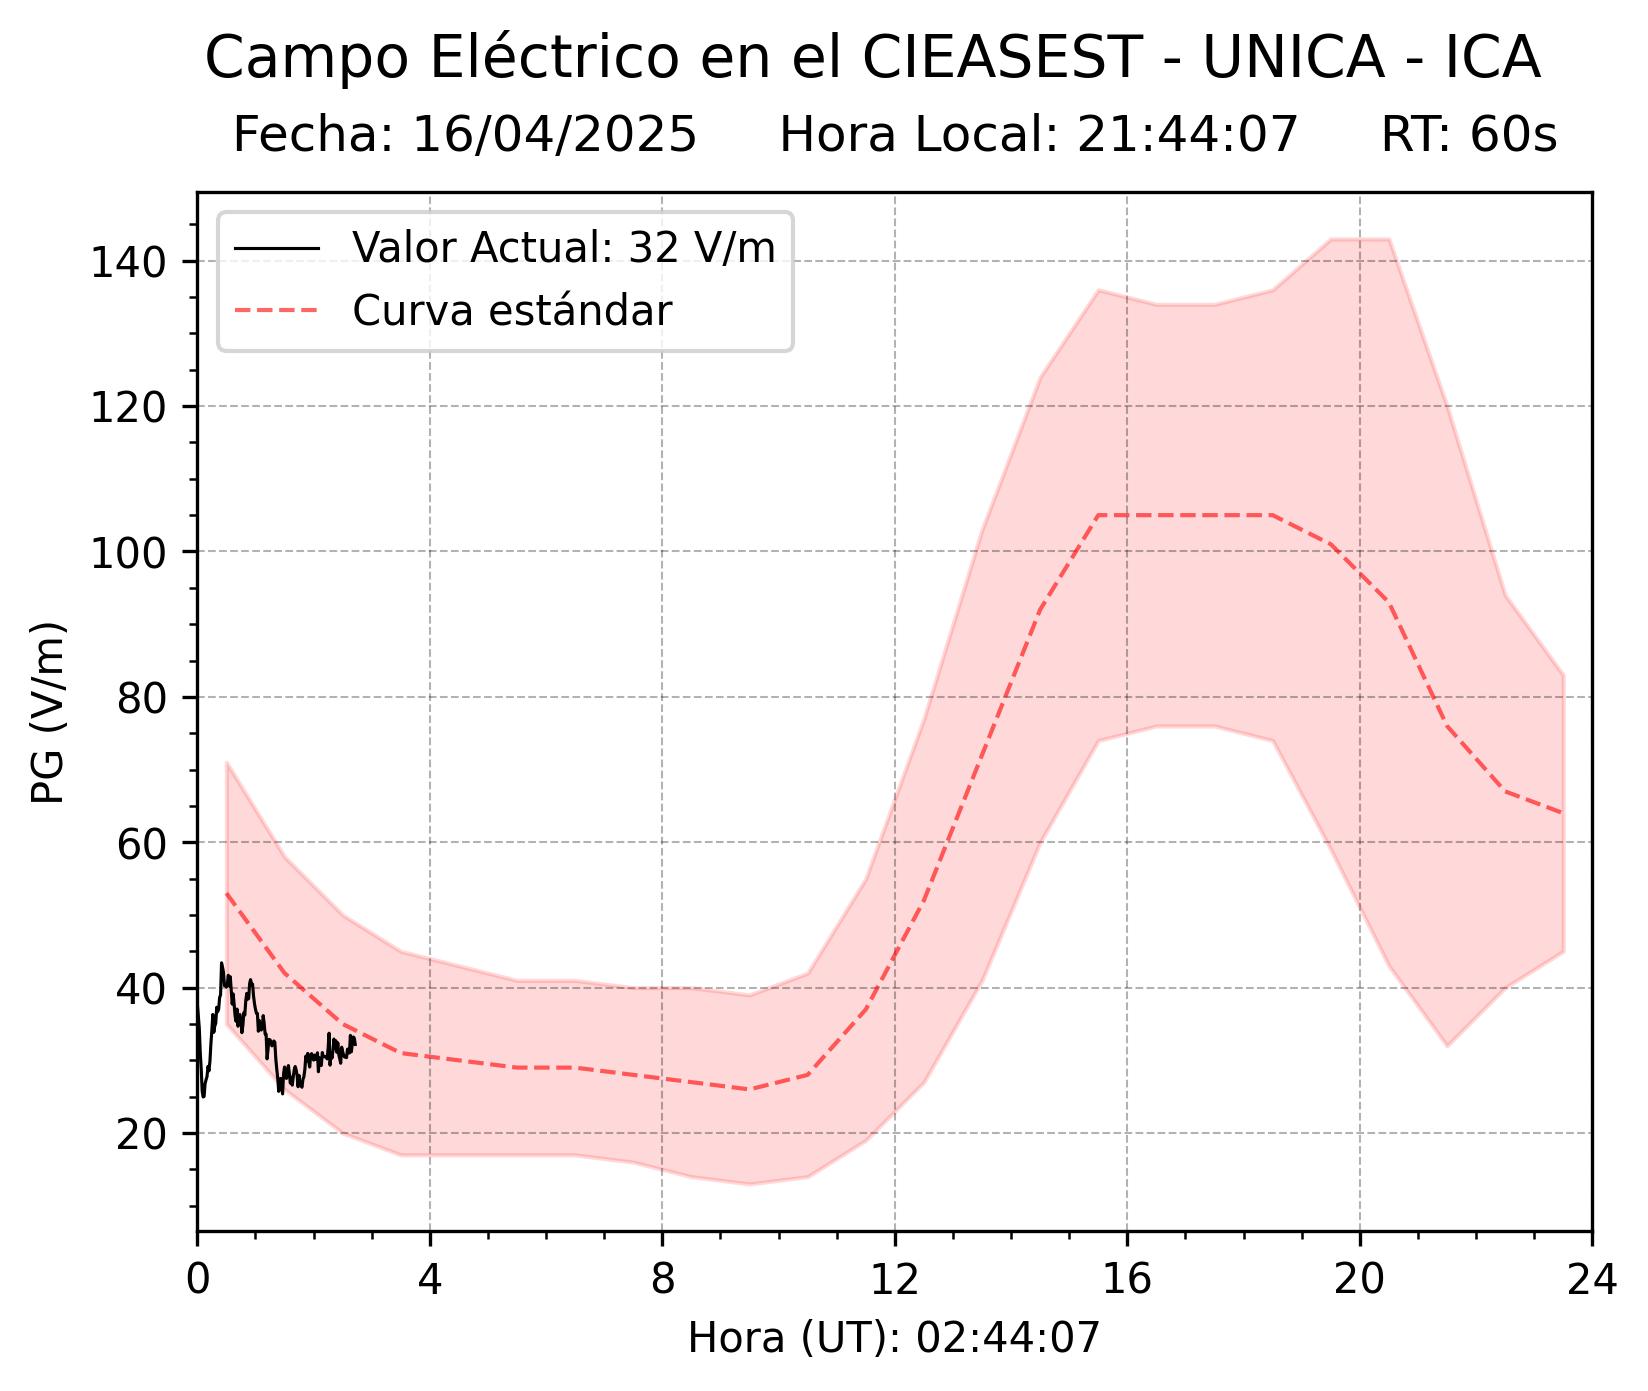 Campo Eléctrico en el CIEASEST - UNICA - ICA
Fecha: 16/04/2025 Hora Local: 21:44:07 RT: 60s
Valor Actual: 32 V/m
Curva estándar
140
120
100
80
60
40
20
PG (V/m)
0 4 8 12 16 20 24
Hora (UT): 02:44:07